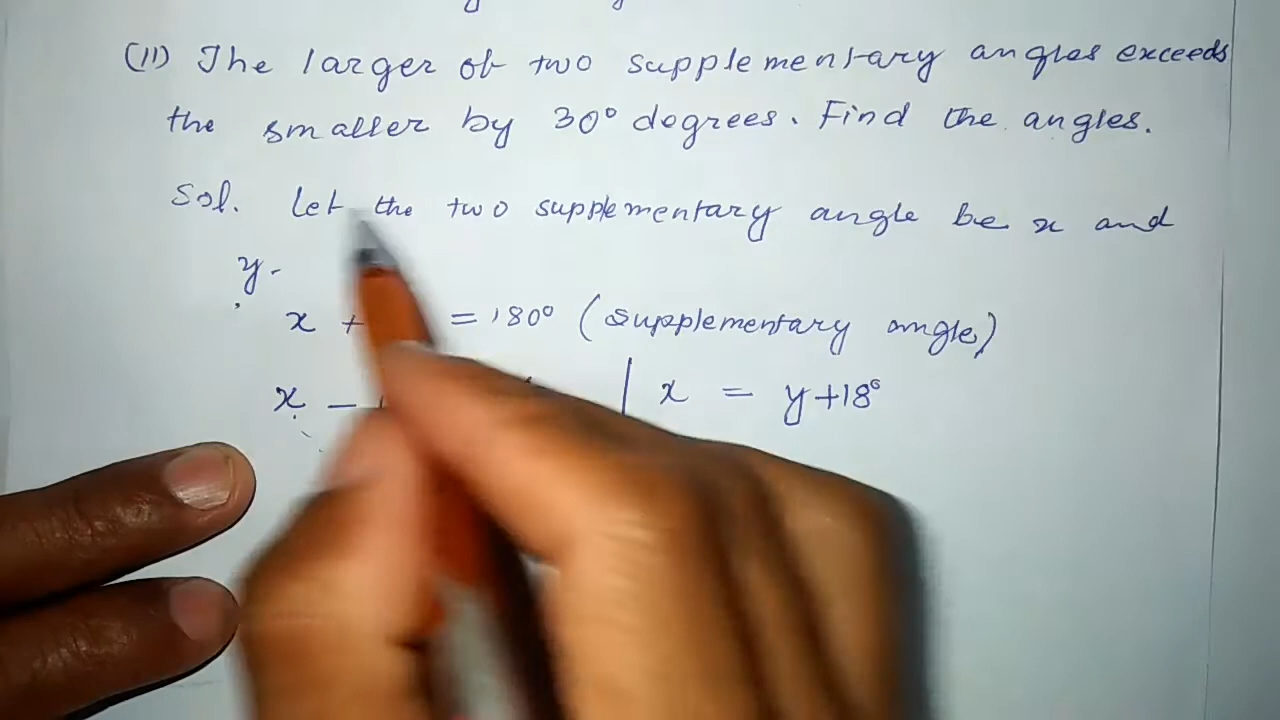 (II) The larger of two supplementary angles exceeds
the smaller by 30° degrees. Find the angles.
Sol. Let the two supplementary angle be x and
y.
x + = 180° (supplementary angle)
x - | x = y+18°